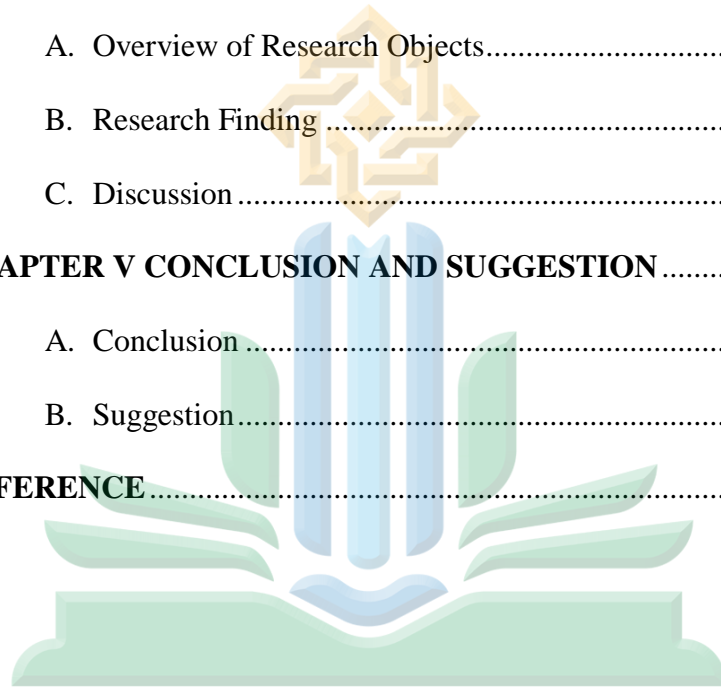 A. Overview of Research Objects..............................
B. Research Finding ..................................................
C. Discussion.............................................................
APTER V CONCLUSION AND SUGGESTION........
A. Conclusion ............................................................
B. Suggestion.............................................................
FERENCE........................................................................